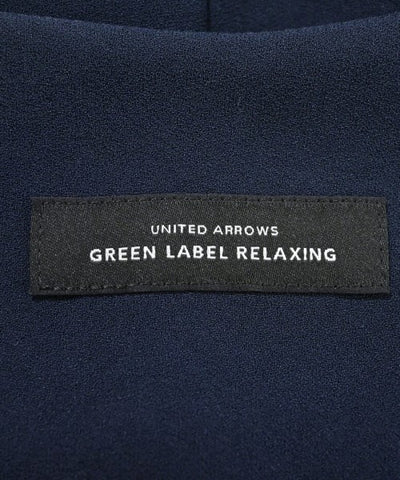 UNITED ARROWS
GREEN LABEL RELAXING